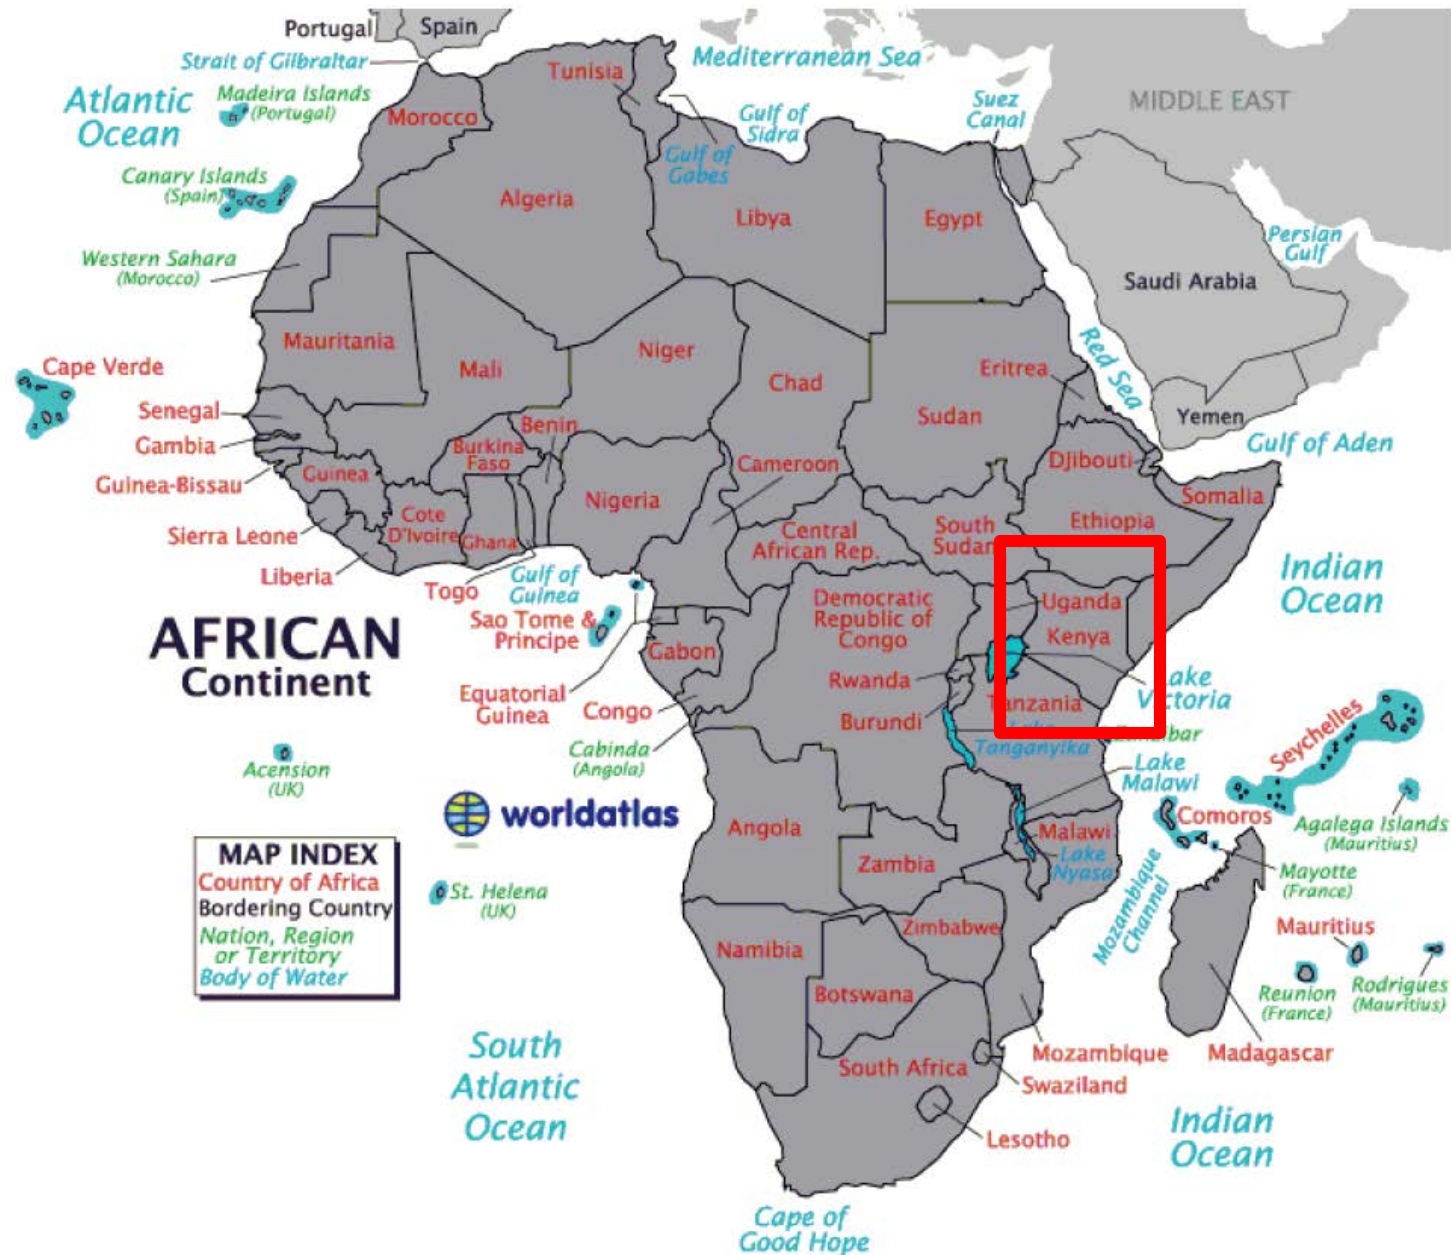 Portugal
Spain
Strait of Gilbraltar
Mediterranean Sea
Atlantic
Ocean
Madeira Islands
(Portugal)
Tunisia
Morocco
Gulf of
Sidra
Suez
Canal
MIDDLE EAST
Gulf of
Gabes
Canary Islands
(Spain)
Algeria
Libya
Egypt
Persian
Gulf
Western Sahara
(Morocco)
Saudi Arabia
Mauritania
Mali
Niger
Chad
Eritrea
Red Sea
Cape Verde
Senegal
Gambia
Guinea-Bissau
Sudan
Yemen
Benin
Burkina
Faso
Guinea
Nigeria
Cameroon
Djibouti
Gulf of Aden
Somalia
Sierra Leone
Cote
D'Ivoire
Ghana
Central
African Rep.
South
Sudan
Ethiopia
Liberia
Togo
Gulf of
Guinea
Indian
Ocean
Democratic
Republic of
Congo
Uganda
Kenya
AFRICAN
Continent
Sao Tome &
Principe
Gabon
Rwanda
Lake
Victoria
Equatorial
Guinea
Congo
Burundi
Tanzania
Lake
Tanganyika
Cabinda
(Angola)
Lake
Malawi
Seychelles
Acension
(UK)
worldatlas
Angola
Malawi
Comoros
Agalega Islands
(Mauritius)
MAP INDEX
Country of Africa
Bordering Country
Nation, Region
or Territory
Body of Water
Zambia
Lake
Nyasa
Mayotte
(France)
St. Helena
(UK)
Mozambique
Channel
Zimbabwe
Namibia
Mauritius
Botswana
Reunion
(France)
Rodrigues
(Mauritius)
South
Atlantic
Ocean
South Africa
Mozambique
Madagascar
Swaziland
Lesotho
Indian
Ocean
Cape of
Good Hope